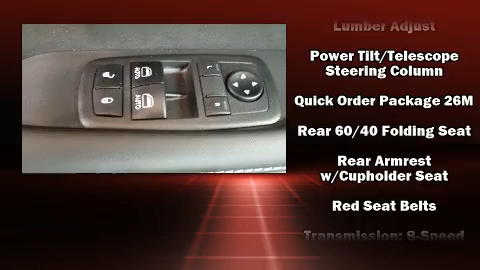 Lumber Adjust
Power Tilt/Telescope
Steering Column
Quick Order Package 26M
Rear 60/40 Folding Seat
Rear Armrest
w/Cupholder Seat
Red Seat Belts
Transmission: 8-Speed
AUTO
AUTO
L
R